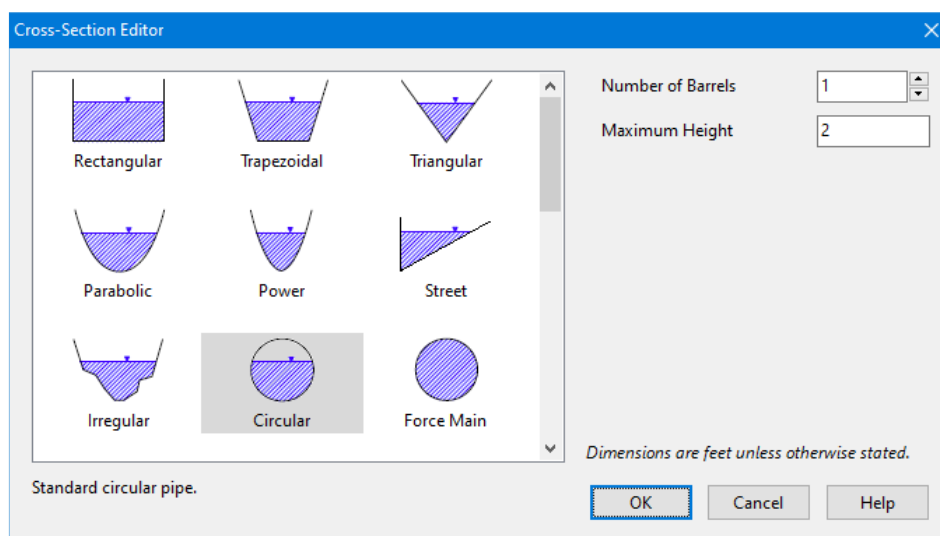 Cross-Section Editor
Rectangular
Trapezoidal
Triangular
Parabolic
Power
Street
Irregular
Circular
Force Main
Standard circular pipe.
Number of Barrels
1
Maximum Height
2
Dimensions are feet unless otherwise stated.
OK
Cancel
Help